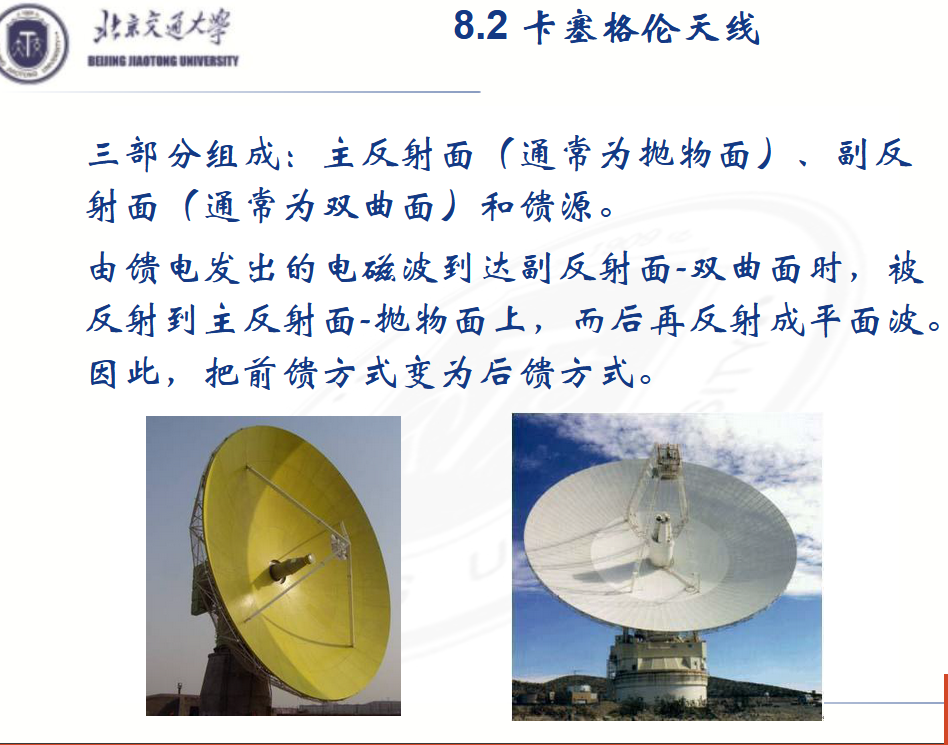 北京交通大学
BEIJING JIAOTONG UNIVERSITY
8.2 卡塞格伦天线
三部分组成：主反射面（通常为抛物面）、副反
射面（通常为双曲面）和馈源。
由馈电发出的电磁波到达副反射面-双曲面时，被
反射到主反射面-抛物面上，而后再反射成平面波。
因此，把前馈方式变为后馈方式。